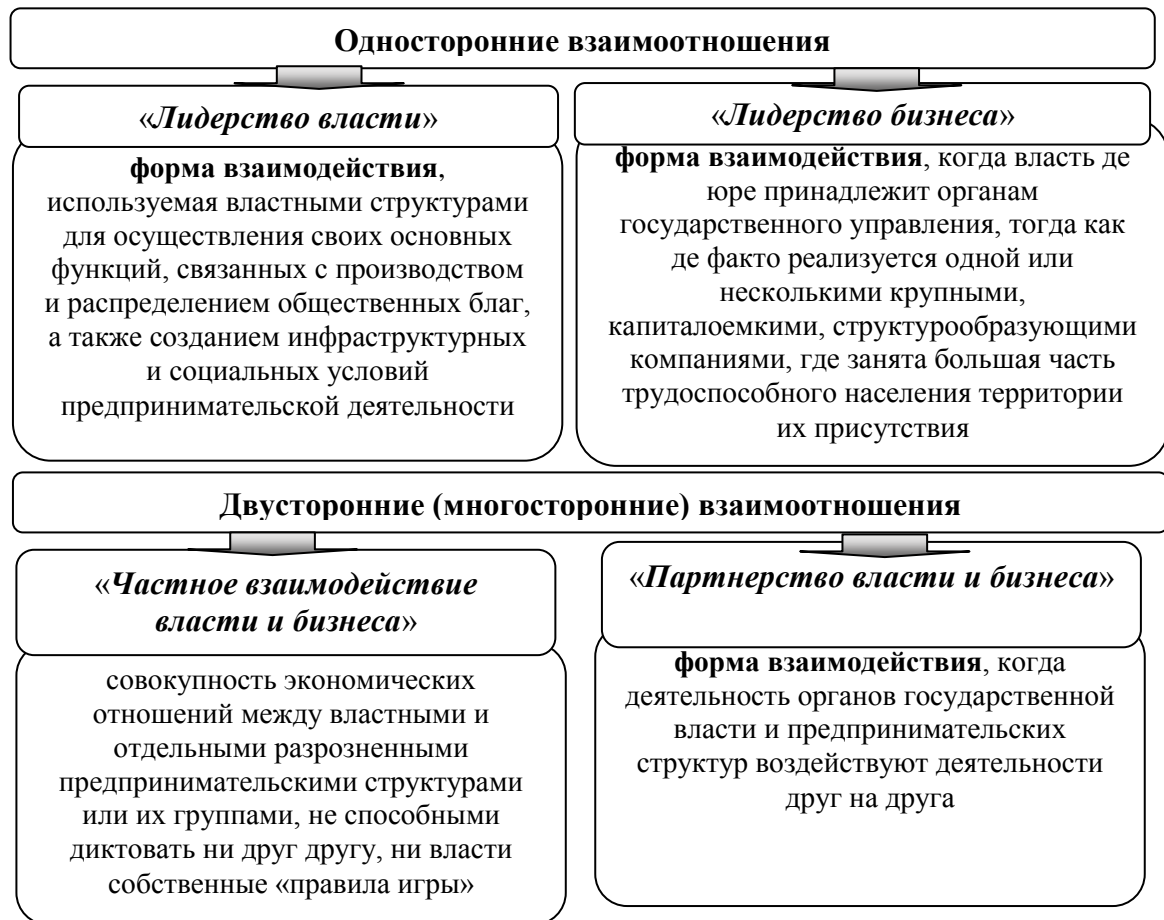 Односторонние взаимоотношения
«Лидерство власти»
форма взаимодействия,
используемая властными структурами
для осуществления своих основных
функций, связанных с производством
и распределением общественных благ,
а также созданием инфраструктурных
и социальных условий
предпринимательской деятельности
«Лидерство бизнеса»
форма взаимодействия, когда власть де
юре принадлежит органам
государственного управления, тогда как
де факто реализуется одной или
несколькими крупными,
капиталоемкими, структурообразующими
компаниями, где занята большая часть
трудоспособного населения территории
их присутствия
Двусторонние (многосторонние) взаимоотношения
«Частное взаимодействие
власти и бизнеса»
совокупность экономических
отношений между властными и
отдельными разрозненными
предпринимательскими структурами
или их группами, не способными
диктовать ни друг другу, ни власти
собственные «правила игры»
«Партнерство власти и бизнеса»
форма взаимодействия, когда
деятельность органов государственной
власти и предпринимательских
структур воздействуют деятельности
друг на друга